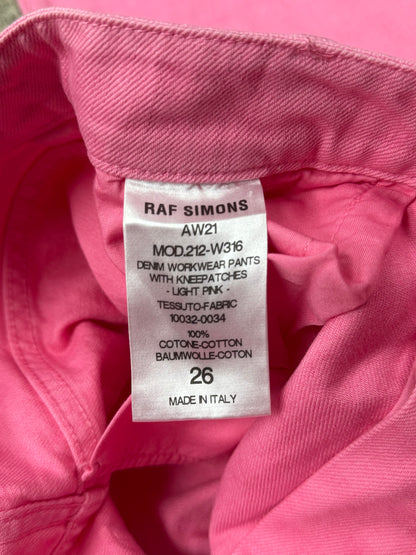 RAF SIMONS
AW21
MOD.212-W316
DENIM WORKWEAR PANTS
WITH KNEEPATCHES
- LIGHT PINK -
TESSUTO-FABRIC
10032-0034
100%
COTONE-COTTON
BAUMWOLLE-COTON
26
MADE IN ITALY